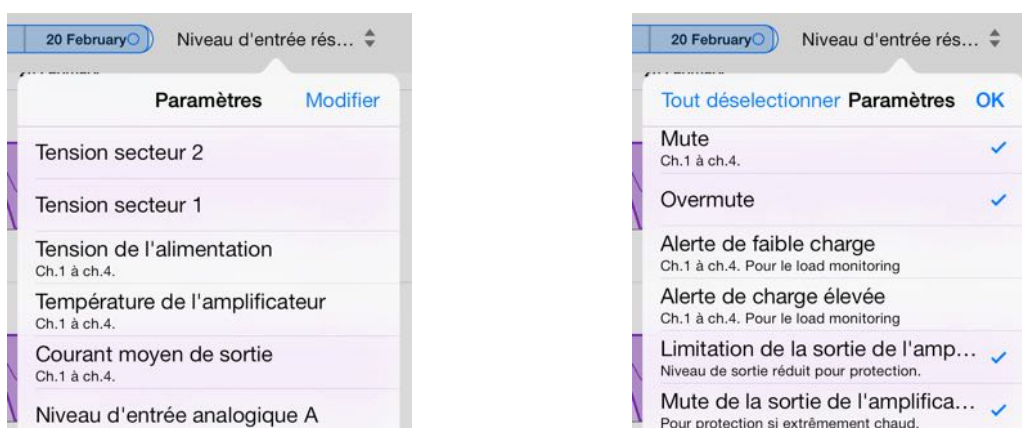 20 February
Niveau d'entrée rés...
Paramètres
Modifier
Tension secteur 2
Tension secteur 1
Tension de l'alimentation
Ch.1 à ch.4.
Température de l'amplificateur
Ch.1 à ch.4.
Courant moyen de sortie
Ch.1 à ch.4.
Niveau d'entrée analogique A
20 February
Niveau d'entrée rés...
Tout déselectionner
Paramètres
OK
Mute
Ch.1 à ch.4.
Overmute
Alerte de faible charge
Ch.1 à ch.4. Pour le load monitoring
Alerte de charge élevée
Ch.1 à ch.4. Pour le load monitoring
Limitation de la sortie de l'amp...
Niveau de sortie réduit pour protection.
Mute de la sortie de l'amplifica...
Pour protection si extrêmement chaud.